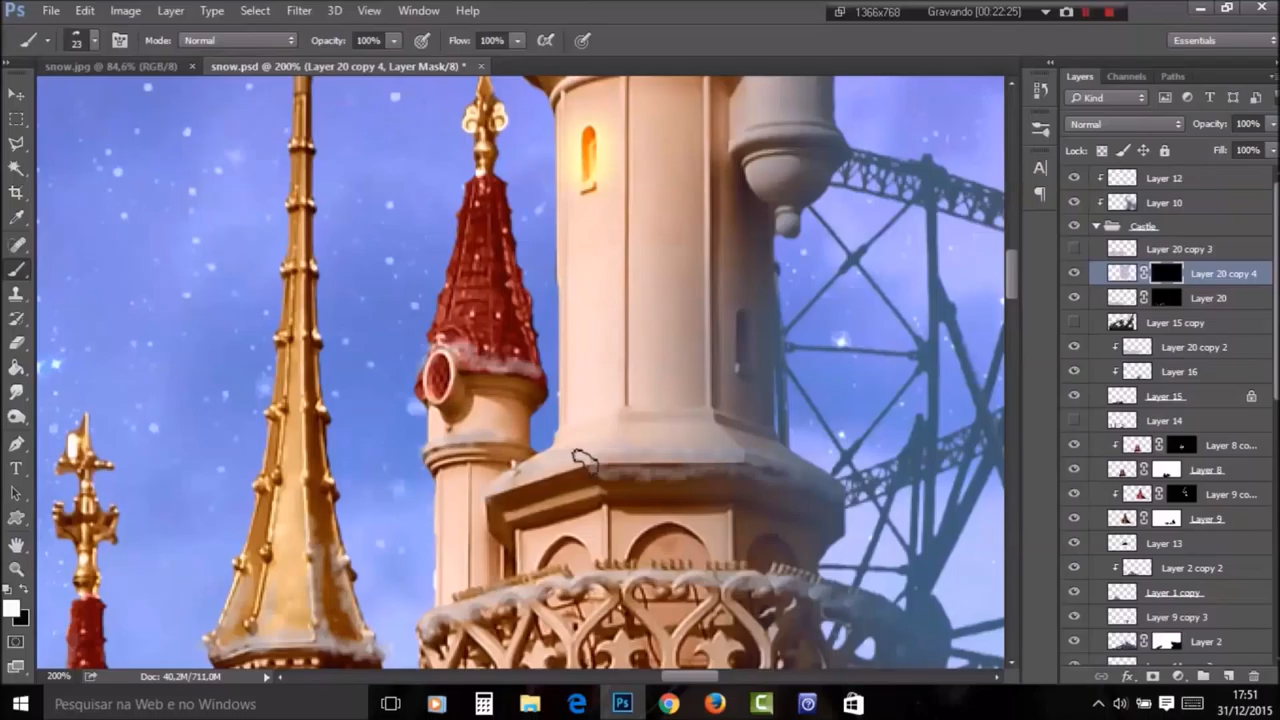 Ps File Edit Image Layer Type Select Filter 3D View Window Help
1366x768 Gravando [00:22:25]
23 Mode: Normal Opacity: 100% Flow: 100% Essentials
snow.jpg @ 84,6% (RGB/8) × snow.psd @ 200% (Layer 20 copy 4, Layer Mask/8) * ×
Layers Channels Paths
Kind
Normal Opacity: 100%
Lock: Fill: 100%
Layer 12
Layer 10
Castle
Layer 20 copy 3
Layer 20 copy 4
Layer 20
Layer 15 copy
Layer 20 copy 2
Layer 16
Layer 15
Layer 14
Layer 8 co...
Layer 8
Layer 9 co...
Layer 9
Layer 13
Layer 2 copy 2
Layer 1 copy
Layer 9 copy 3
Layer 2
200% Doc: 40,2M/711,0M
Pesquisar na Web e no Windows
17:51
31/12/2015